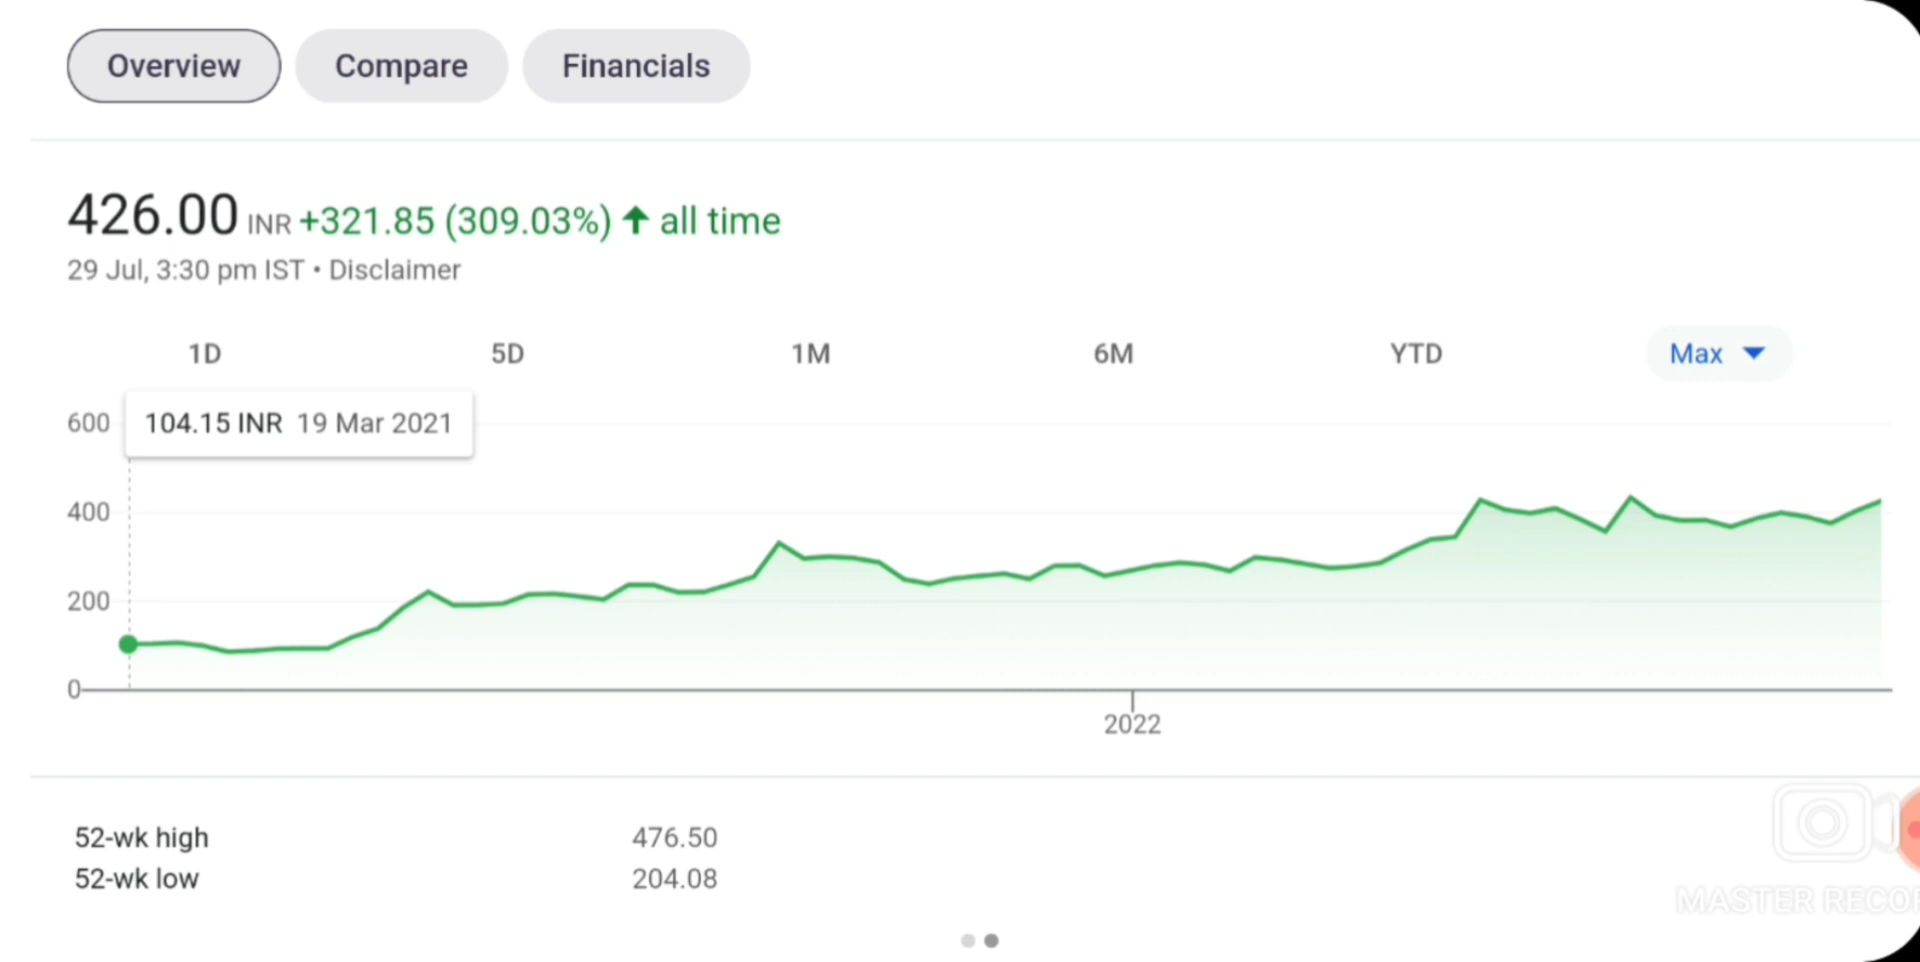 Overview Compare Financials
426.00 INR +321.85 (309.03%) ↑ all time
29 Jul, 3:30 pm IST • Disclaimer
1D 5D 1M 6M YTD Max
600
104.15 INR 19 Mar 2021
400
200
0
2022
52-wk high 476.50
52-wk low 204.08
MASTER